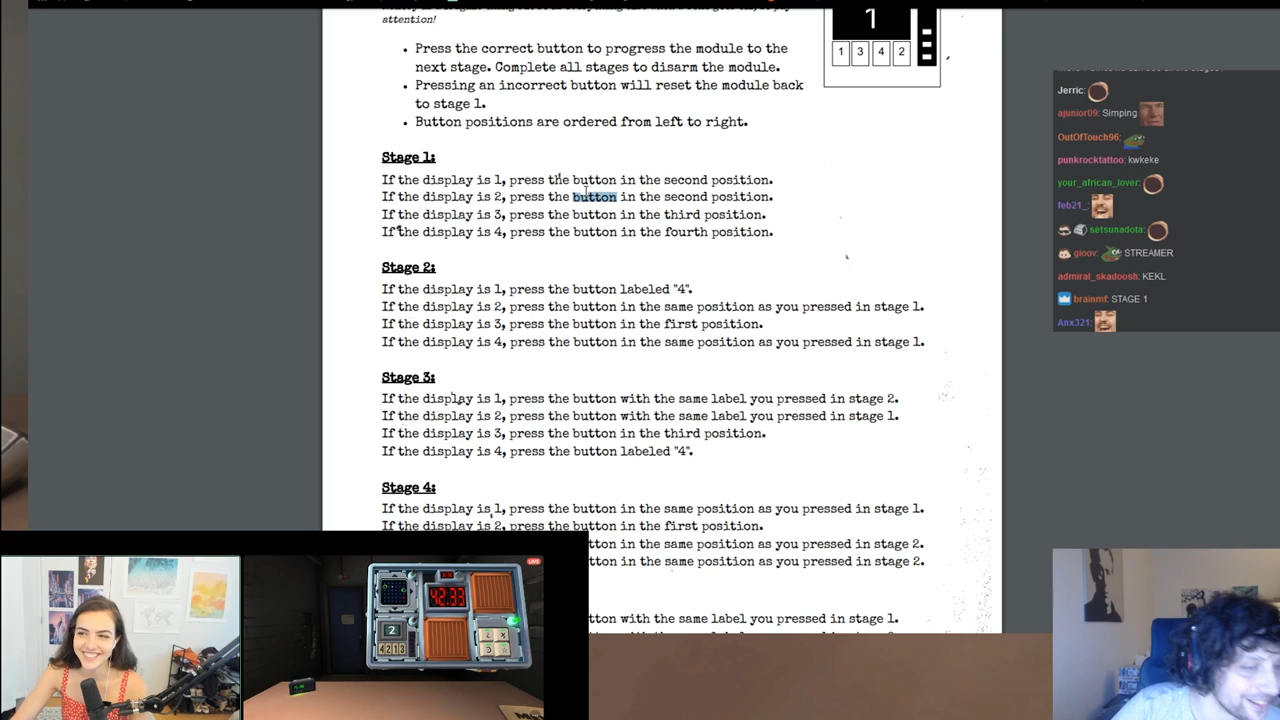 attention!
1
1 3 4 2
• Press the correct button to progress the module to the
next stage. Complete all stages to disarm the module.
• Pressing an incorrect button will reset the module back
to stage 1.
• Button positions are ordered from left to right.
Stage 1:
If the display is 1, press the button in the second position.
If the display is 2, press the button in the second position.
If the display is 3, press the button in the third position.
If the display is 4, press the button in the fourth position.
Stage 2:
If the display is 1, press the button labeled "4".
If the display is 2, press the button in the same position as you pressed in stage 1.
If the display is 3, press the button in the first position.
If the display is 4, press the button in the same position as you pressed in stage 1.
Stage 3:
If the display is 1, press the button with the same label you pressed in stage 2.
If the display is 2, press the button with the same label you pressed in stage 1.
If the display is 3, press the button in the third position.
If the display is 4, press the button labeled "4".
Stage 4:
If the display is 1, press the button in the same position as you pressed in stage 1.
If the display is 2, press the button in the first position.
tton in the same position as you pressed in stage 2.
tton in the same position as you pressed in stage 2.
tton with the same label you pressed in stage 1.
Jerric:
ajunior09: Simping
OutOfTouch96:
punkrocktattoo: kwkeke
your_african_lover:
feb21_:
setsunadota:
gioov: STREAMER
admiral_skadoosh: KEKL
brainmf: STAGE 1
Anx321:
LIVE
XX
42.33
2
4213